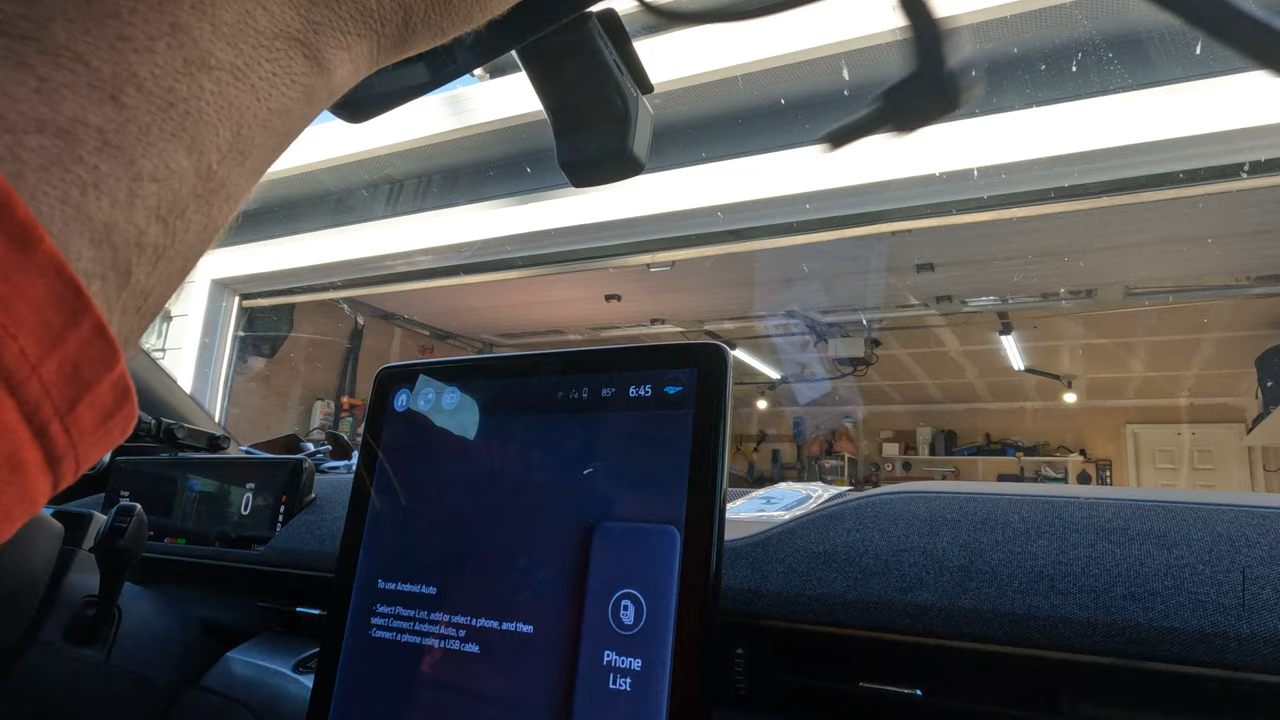 85° 6:45
0
To use Android Auto
· Select Phone List, add or select a phone, and then
select Connect Android Auto, or
· Connect a phone using a USB cable.
Phone
List